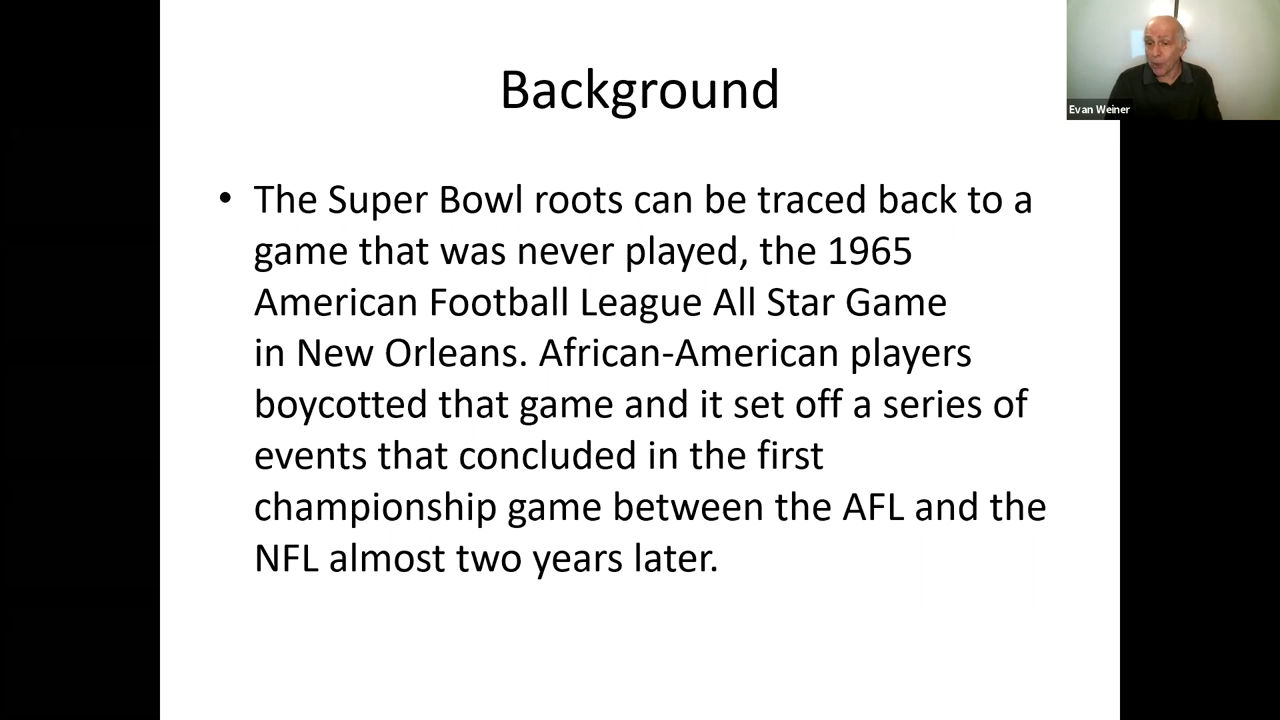 Background
• The Super Bowl roots can be traced back to a
game that was never played, the 1965
American Football League All Star Game
in New Orleans. African-American players
boycotted that game and it set off a series of
events that concluded in the first
championship game between the AFL and the
NFL almost two years later.
Evan Weiner